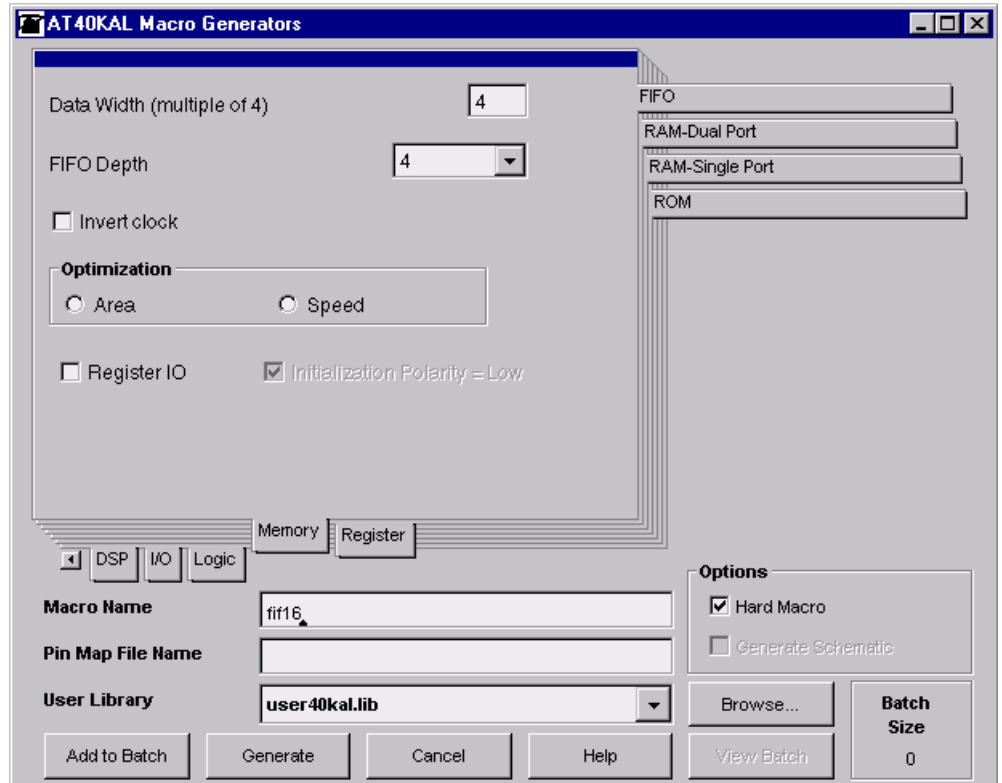 AT40KAL Macro Generators
Data Width (multiple of 4)
4
FIFO Depth
4
Invert clock
Optimization
Area
Speed
Register IO
Initialization Polarity = Low
FIFO
RAM-Dual Port
RAM-Single Port
ROM
Memory
Register
DSP
I/O
Logic
Macro Name
fif16
Pin Map File Name
User Library
user40kal.lib
Options
Hard Macro
Generate Schematic
Browse...
Batch
Size
0
Add to Batch
Generate
Cancel
Help
View Batch